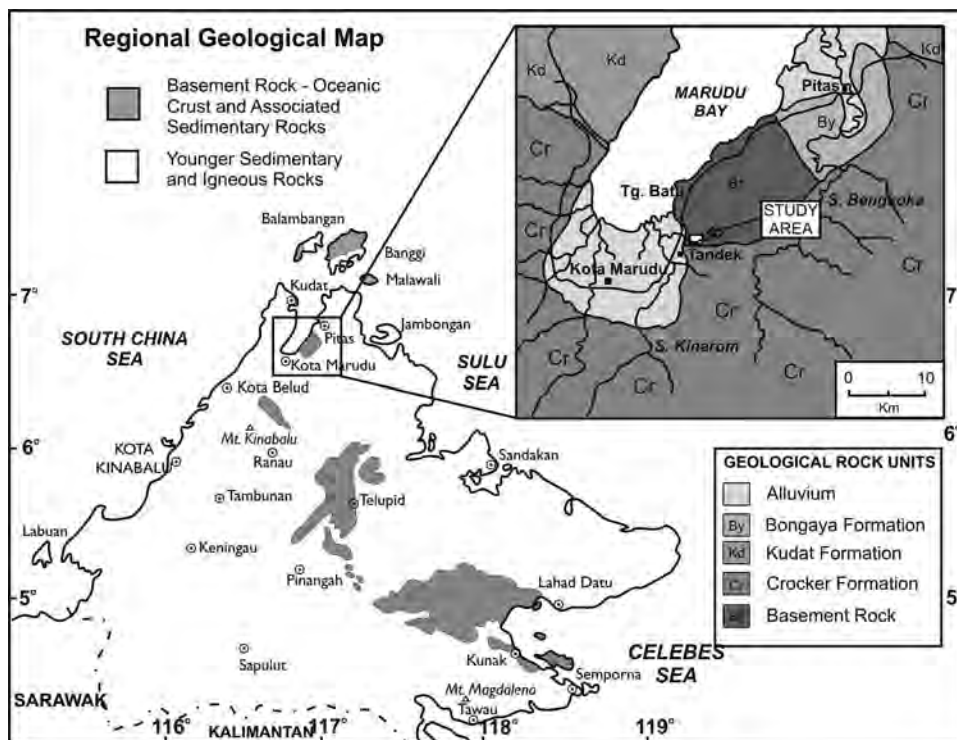 Regional Geological Map
Basement Rock - Oceanic
Crust and Associated
Sedimentary Rocks
Younger Sedimentary
and Igneous Rocks
Balambangan
Banggi
Malawali
Kudat
7°
Jambongan
Pitas
SOUTH CHINA
SEA
SULU
SEA
Kota Marudu
Kota Belud
6°
Mt. Kinabalu
KOTA
KINABALU
Ranau
Sandakan
Tambunan
Telupid
Labuan
Keningau
Pinangah
5°
Lahad Datu
Sapulut
Kunak
CELEBES
SEA
Semporna
Mt. Magdalena
Tawau
SARAWAK
KALIMANTAN
116°
117°
118°
119°
Kd
Kd
Kd
MARUDU
BAY
Pitas
By
Cr
Cr
Tg. Batu
S. Bengkoka
STUDY
AREA
Cr
Kota Marudu
Tandek
Cr
Cr
Cr
S. Kinarom
Cr
Cr
Cr
0 10
Km
7°
6°
5°
GEOLOGICAL ROCK UNITS
Alluvium
By Bongaya Formation
Kd Kudat Formation
Cr Crocker Formation
Basement Rock